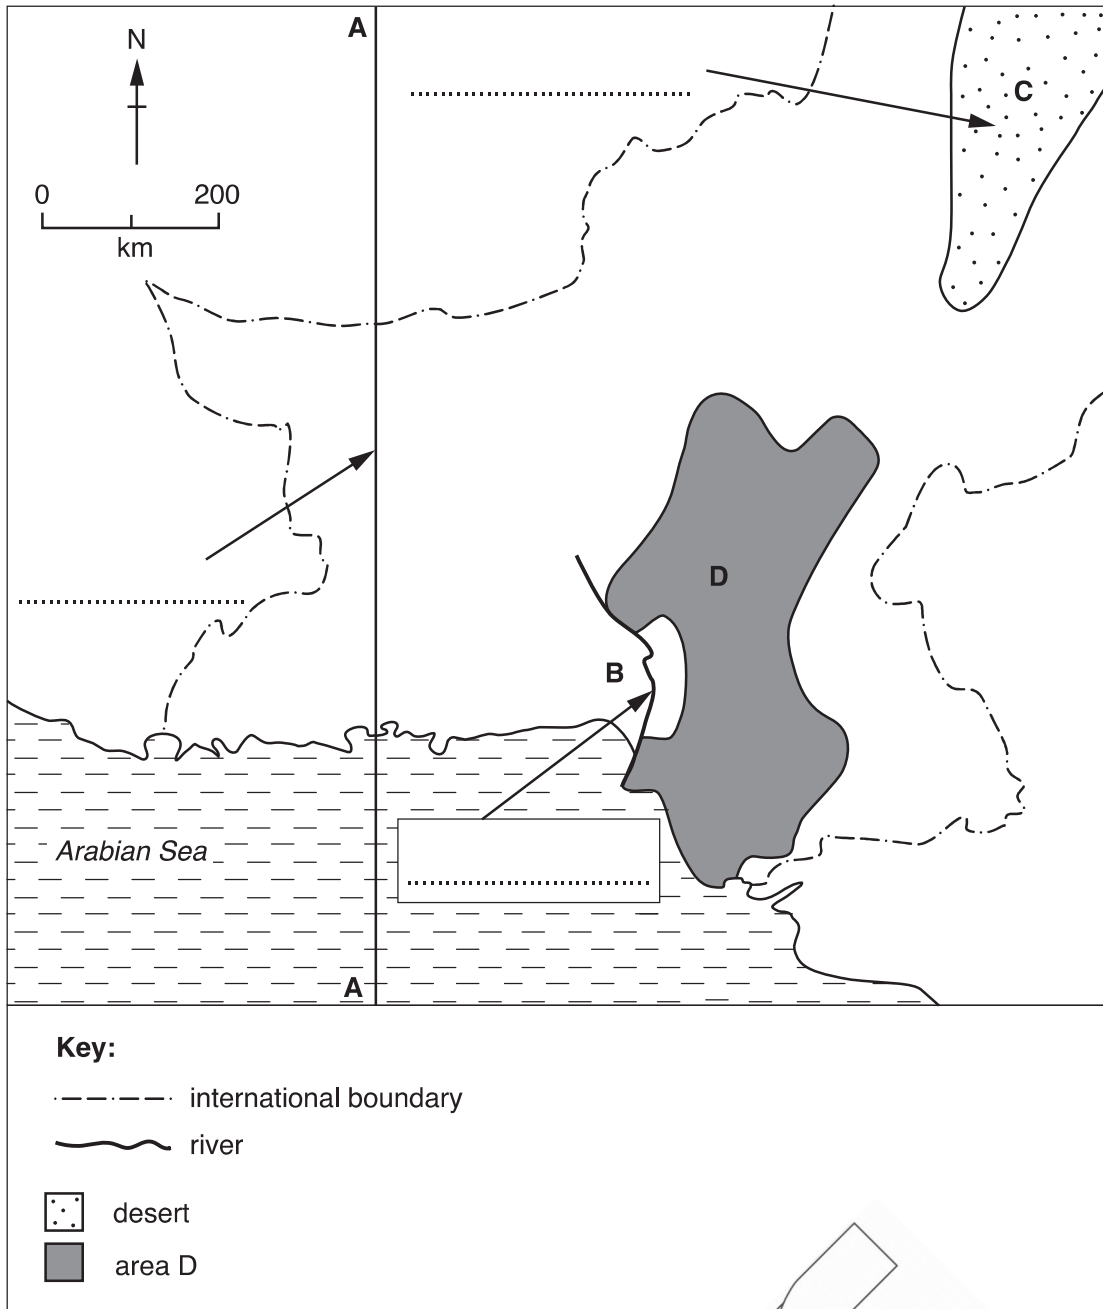 A
N
C
0 200
km
D
B
Arabian Sea
A
Key:
international boundary
river
desert
area D